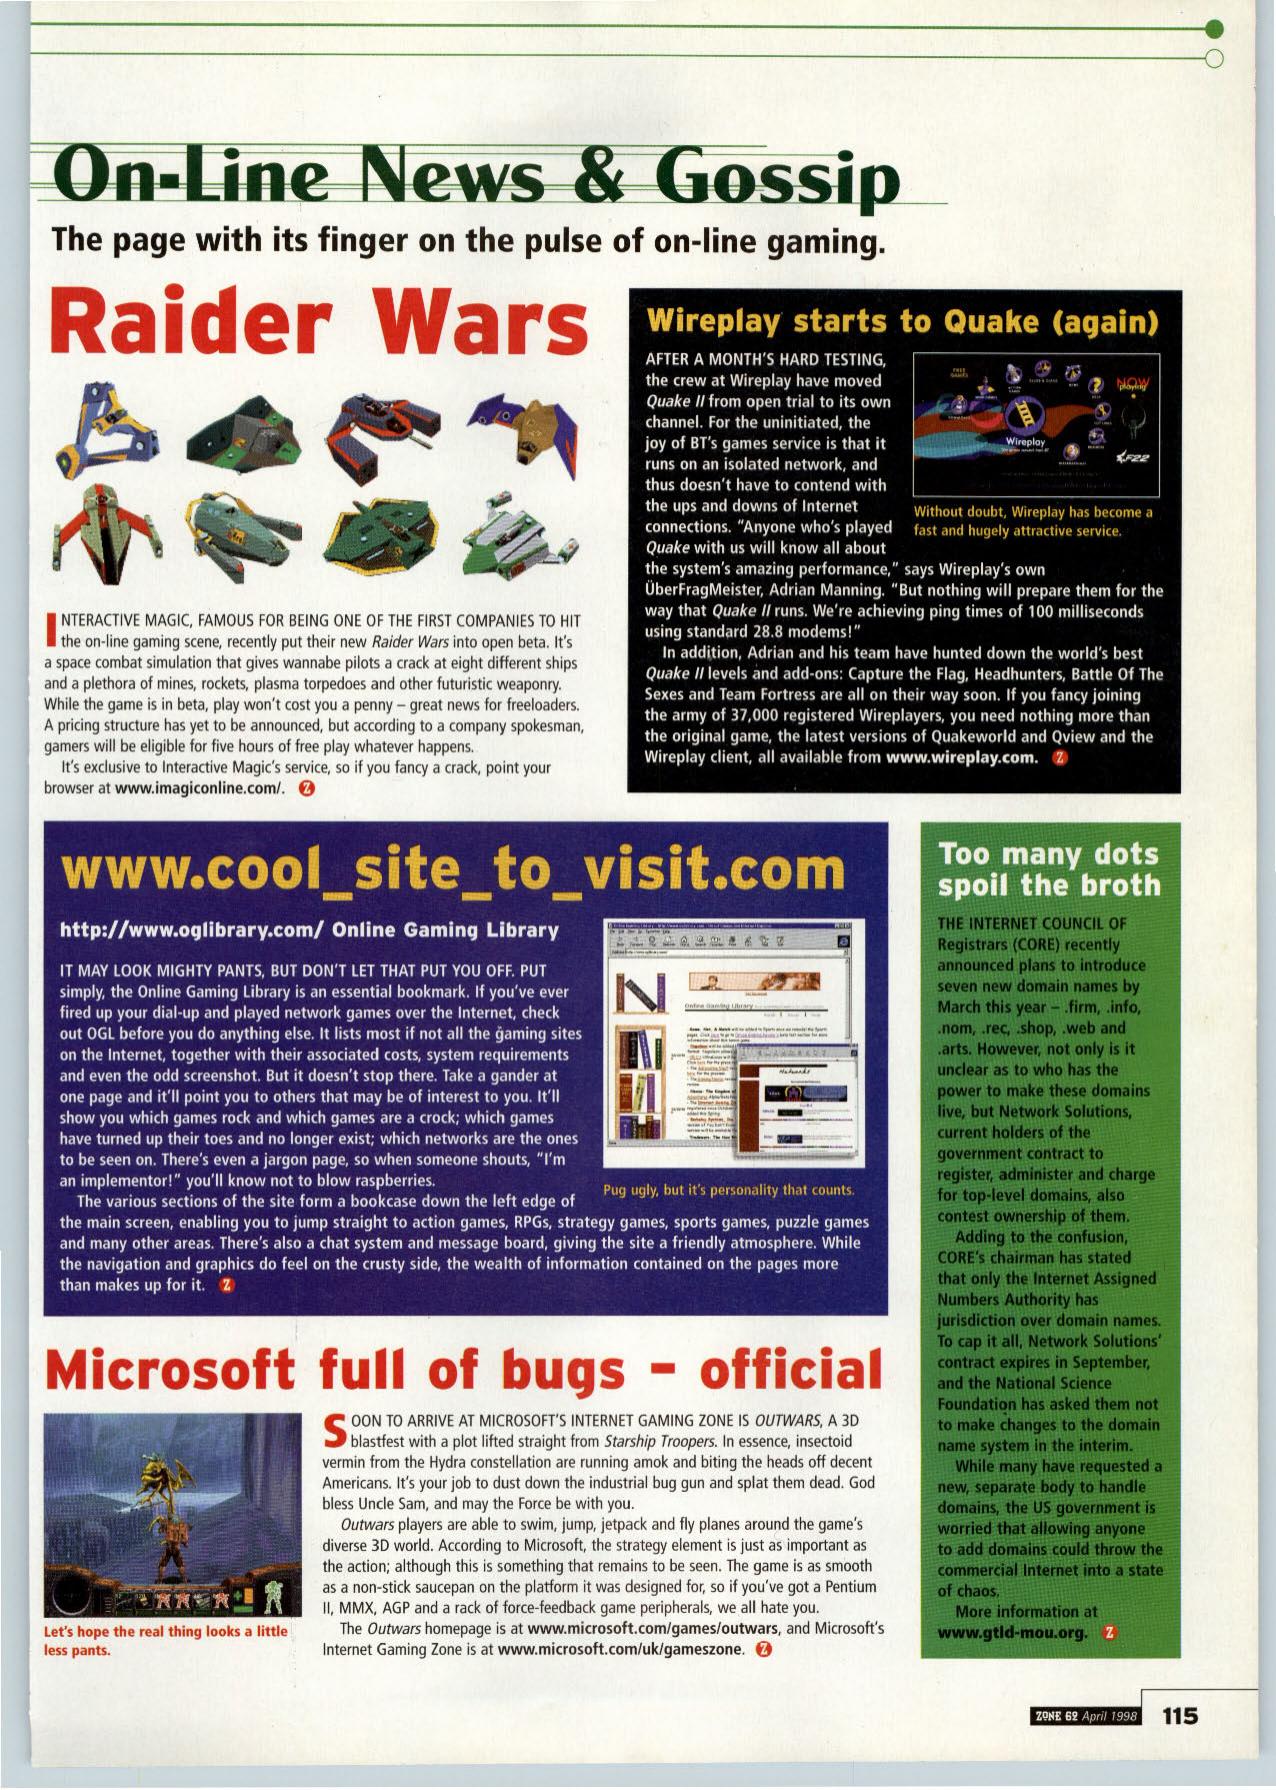 On-Line News & Gossip
The page with its finger on the pulse of on-line gaming.
Raider Wars
INTERACTIVE MAGIC, FAMOUS FOR BEING ONE OF THE FIRST COMPANIES TO HIT
the on-line gaming scene, recently put their new Raider Wars into open beta. It's
a space combat simulation that gives wannabe pilots a crack at eight different ships
and a plethora of mines, rockets, plasma torpedoes and other futuristic weaponry.
While the game is in beta, play won't cost you a penny – great news for freeloaders.
A pricing structure has yet to be announced, but according to a company spokesman,
gamers will be eligible for five hours of free play whatever happens.
It's exclusive to Interactive Magic's service, so if you fancy a crack, point your
browser at www.imagiconline.com/. Z
Wireplay starts to Quake (again)
AFTER A MONTH'S HARD TESTING,
the crew at Wireplay have moved
Quake II from open trial to its own
channel. For the uninitiated, the
joy of BT's games service is that it
runs on an isolated network, and
thus doesn't have to contend with
the ups and downs of Internet
connections. "Anyone who's played
Quake with us will know all about
the system's amazing performance," says Wireplay's own
ÜberFragMeister, Adrian Manning. "But nothing will prepare them for the
way that Quake II runs. We're achieving ping times of 100 milliseconds
using standard 28.8 modems!"
In addition, Adrian and his team have hunted down the world's best
Quake II levels and add-ons: Capture the Flag, Headhunters, Battle Of The
Sexes and Team Fortress are all on their way soon. If you fancy joining
the army of 37,000 registered Wireplayers, you need nothing more than
the original game, the latest versions of Quakeworld and Qview and the
Wireplay client, all available from www.wireplay.com. Z
FREE
GAMES
NOW
playing
Wireplay
F22
Without doubt, Wireplay has become a
fast and hugely attractive service.
www.cool_site_to_visit.com
http://www.oglibrary.com/ Online Gaming Library
IT MAY LOOK MIGHTY PANTS, BUT DON'T LET THAT PUT YOU OFF. PUT
simply, the Online Gaming Library is an essential bookmark. If you've ever
fired up your dial-up and played network games over the Internet, check
out OGL before you do anything else. It lists most if not all the gaming sites
on the Internet, together with their associated costs, system requirements
and even the odd screenshot. But it doesn't stop there. Take a gander at
one page and it'll point you to others that may be of interest to you. It'll
show you which games rock and which games are a crock; which games
have turned up their toes and no longer exist; which networks are the ones
to be seen on. There's even a jargon page, so when someone shouts, "I'm
an implementor!" you'll know not to blow raspberries.
The various sections of the site form a bookcase down the left edge of
the main screen, enabling you to jump straight to action games, RPGs, strategy games, sports games, puzzle games
and many other areas. There's also a chat system and message board, giving the site a friendly atmosphere. While
the navigation and graphics do feel on the crusty side, the wealth of information contained on the pages more
than makes up for it. Z
Online Gaming Library
Networks
Pug ugly, but it's personality that counts.
Too many dots
spoil the broth
THE INTERNET COUNCIL OF
Registrars (CORE) recently
announced plans to introduce
seven new domain names by
March this year – .firm, .info,
.nom, .rec, .shop, .web and
.arts. However, not only is it
unclear as to who has the
power to make these domains
live, but Network Solutions,
current holders of the
government contract to
register, administer and charge
for top-level domains, also
contest ownership of them.
Adding to the confusion,
CORE's chairman has stated
that only the Internet Assigned
Numbers Authority has
jurisdiction over domain names.
To cap it all, Network Solutions'
contract expires in September,
and the National Science
Foundation has asked them not
to make changes to the domain
name system in the interim.
While many have requested a
new, separate body to handle
domains, the US government is
worried that allowing anyone
to add domains could throw the
commercial Internet into a state
of chaos.
More information at
www.gtld-mou.org. Z
Microsoft full of bugs – official
SOON TO ARRIVE AT MICROSOFT'S INTERNET GAMING ZONE IS OUTWARS, A 3D
blastfest with a plot lifted straight from Starship Troopers. In essence, insectoid
vermin from the Hydra constellation are running amok and biting the heads off decent
Americans. It's your job to dust down the industrial bug gun and splat them dead. God
bless Uncle Sam, and may the Force be with you.
Outwars players are able to swim, jump, jetpack and fly planes around the game's
diverse 3D world. According to Microsoft, the strategy element is just as important as
the action; although this is something that remains to be seen. The game is as smooth
as a non-stick saucepan on the platform it was designed for, so if you've got a Pentium
II, MMX, AGP and a rack of force-feedback game peripherals, we all hate you.
The Outwars homepage is at www.microsoft.com/games/outwars, and Microsoft's
Internet Gaming Zone is at www.microsoft.com/uk/gameszone. Z
Let's hope the real thing looks a little
less pants.
ZONE 62 April 1998 115